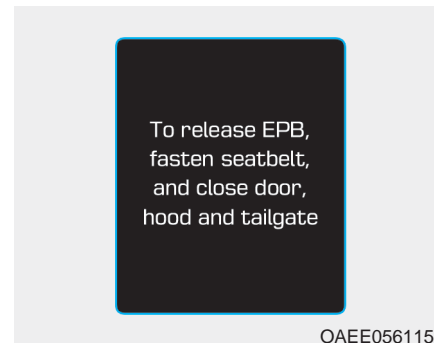 To release EPB,
fasten seatbelt,
and close door,
hood and tailgate
OAEE056115